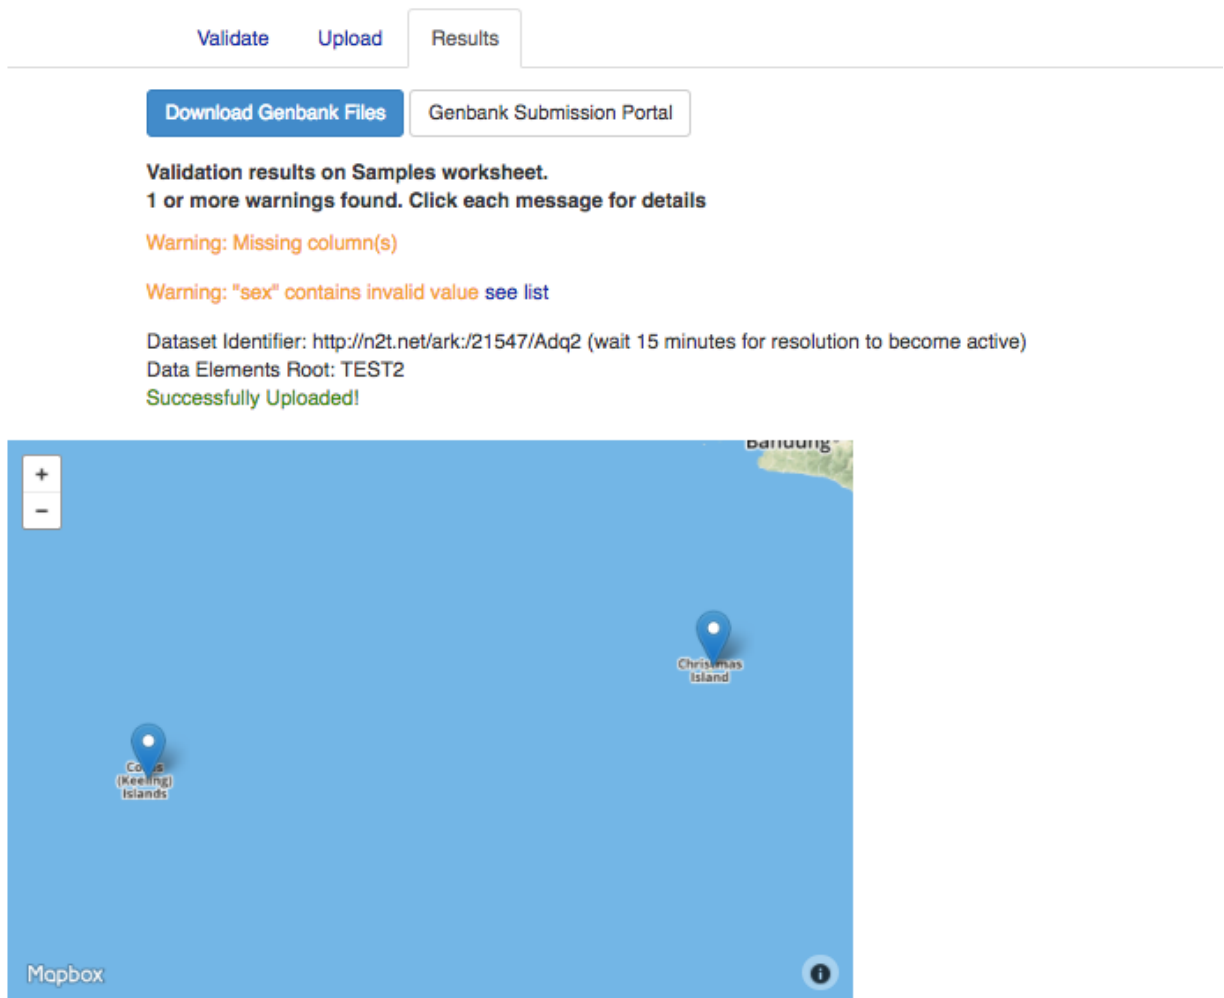 Validate Upload Results
Download Genbank Files Genbank Submission Portal
Validation results on Samples worksheet.
1 or more warnings found. Click each message for details
Warning: Missing column(s)
Warning: "sex" contains invalid value see list
Dataset Identifier: http://n2t.net/ark:/21547/Adq2 (wait 15 minutes for resolution to become active)
Data Elements Root: TEST2
Successfully Uploaded!
Bandung
+
−
Christmas
Island
Cocos
(Keeling)
Islands
Mapbox
i